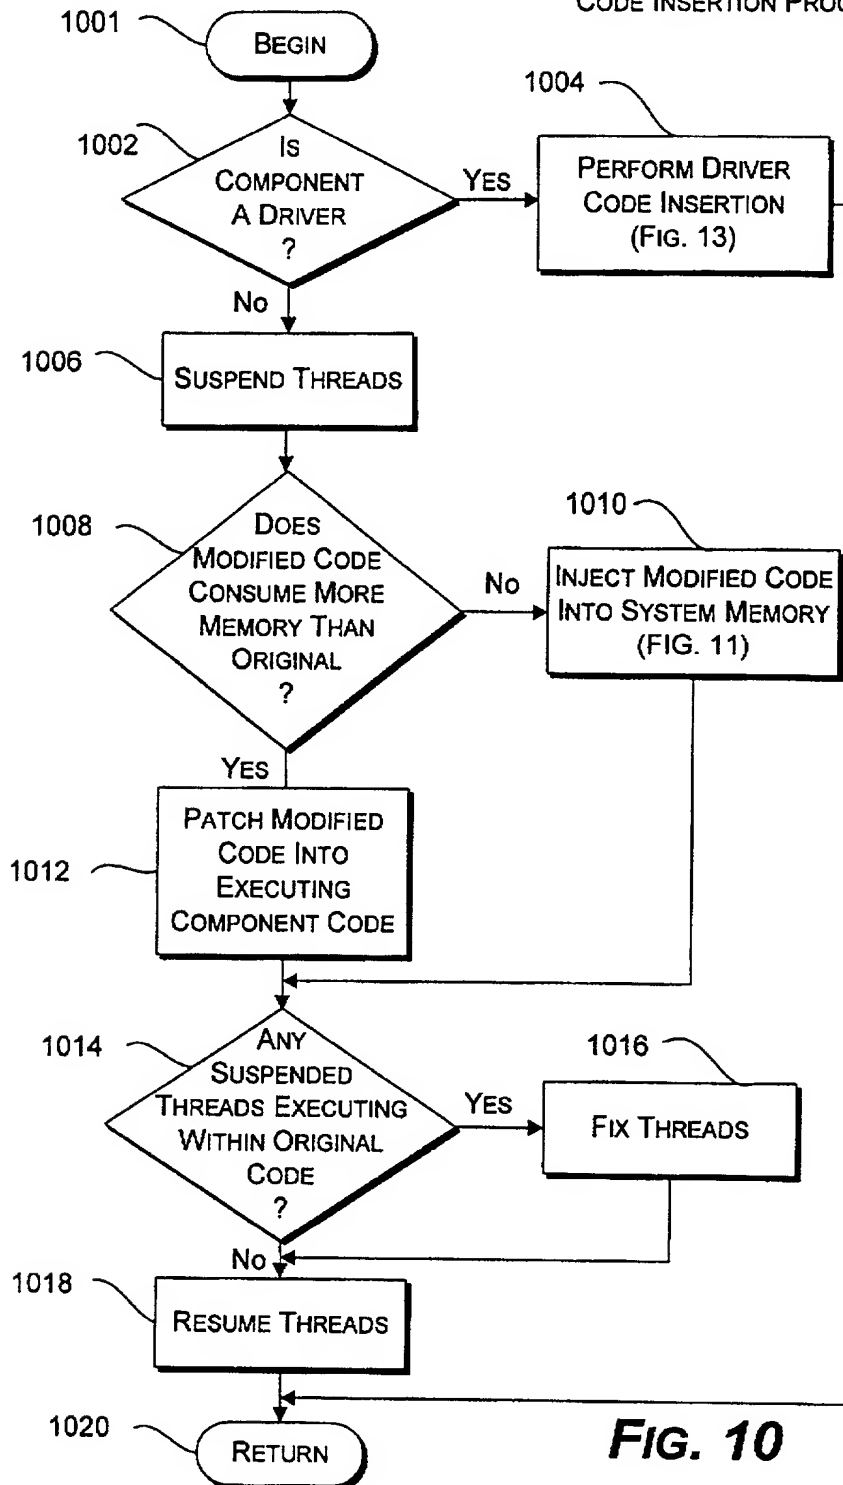 CODE INSERTION
1001
BEGIN
1004
1002
IS
COMPONENT
A DRIVER
?
YES
PERFORM DRIVER
CODE INSERTION
(FIG. 13)
NO
1006
SUSPEND THREADS
1008
DOES
MODIFIED CODE
CONSUME MORE
MEMORY THAN
ORIGINAL
?
NO
1010
INJECT MODIFIED CODE
INTO SYSTEM MEMORY
(FIG. 11)
YES
1012
PATCH MODIFIED
CODE INTO
EXECUTING
COMPONENT CODE
1014
ANY
SUSPENDED
THREADS EXECUTING
WITHIN ORIGINAL
CODE
?
YES
1016
FIX THREADS
NO
1018
RESUME THREADS
1020
RETURN
FIG. 10